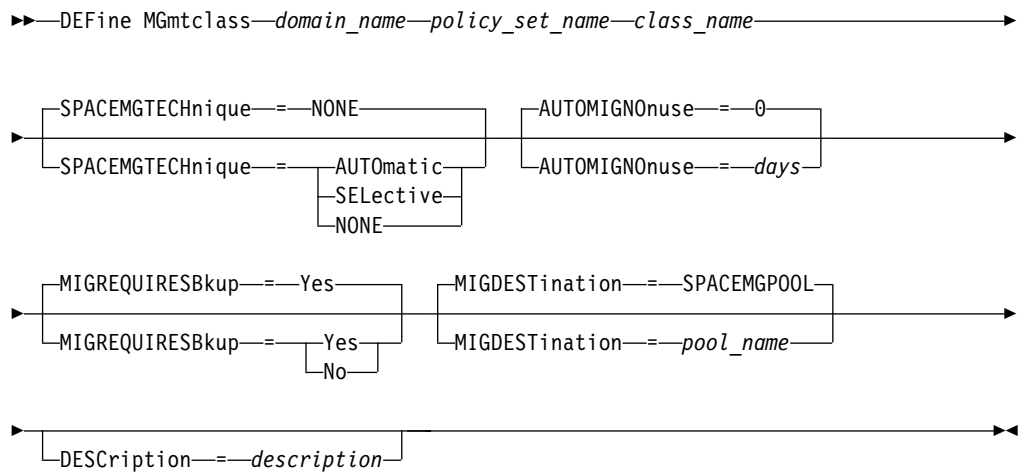 DEFine MGmtclass domain_name policy_set_name class_name
SPACEMGTECHnique = NONE AUTOMIGNOnuse = 0
SPACEMGTECHnique = AUTOmatic AUTOMIGNOnuse = days
SELective
NONE
MIGREQUIRESBkup = Yes MIGDESTination = SPACEMGPOOL
MIGREQUIRESBkup = Yes MIGDESTination = pool_name
No
DESCription = description